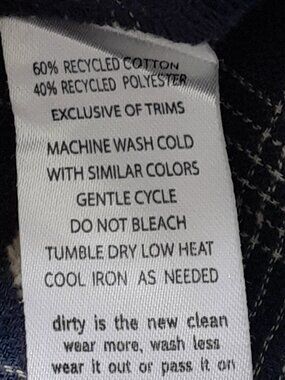 60% RECYCLED COTTON
40% RECYCLED POLYESTER
EXCLUSIVE OF TRIMS
MACHINE WASH COLD
WITH SIMILAR COLORS
GENTLE CYCLE
DO NOT BLEACH
TUMBLE DRY LOW HEAT
COOL IRON AS NEEDED
dirty is the new clean
wear more, wash less
wear it out or pass it on